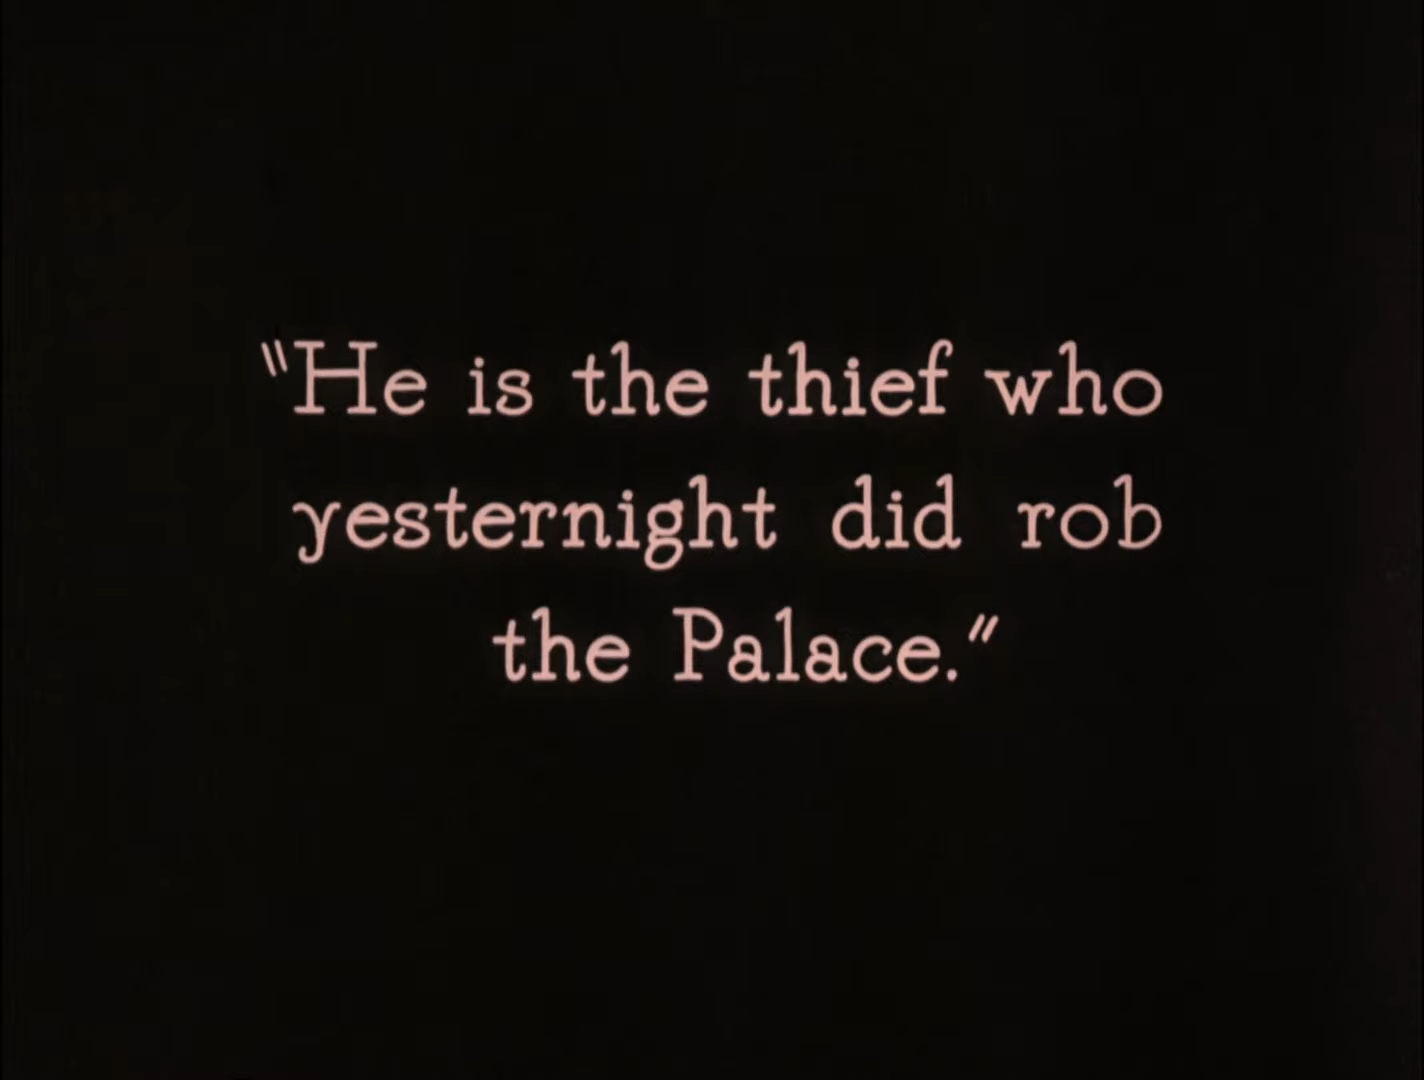 "He is the thief who
yesternight did rob
the Palace."